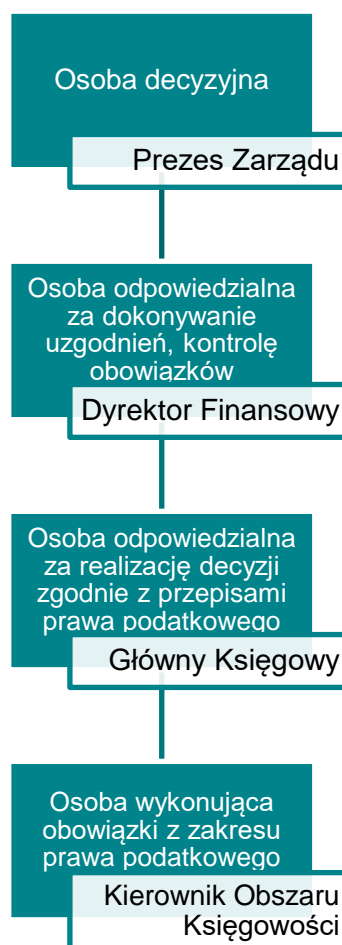 Osoba decyzyjna
Prezes Zarządu
Osoba odpowiedzialna
za dokonywanie
uzgodnień, kontrolę
obowiązków
Dyrektor Finansowy
Osoba odpowiedzialna
za realizację decyzji
zgodnie z przepisami
prawa podatkowego
Główny Księgowy
Osoba wykonująca
obowiązki z zakresu
prawa podatkowego
Kierownik Obszaru
Księgowości